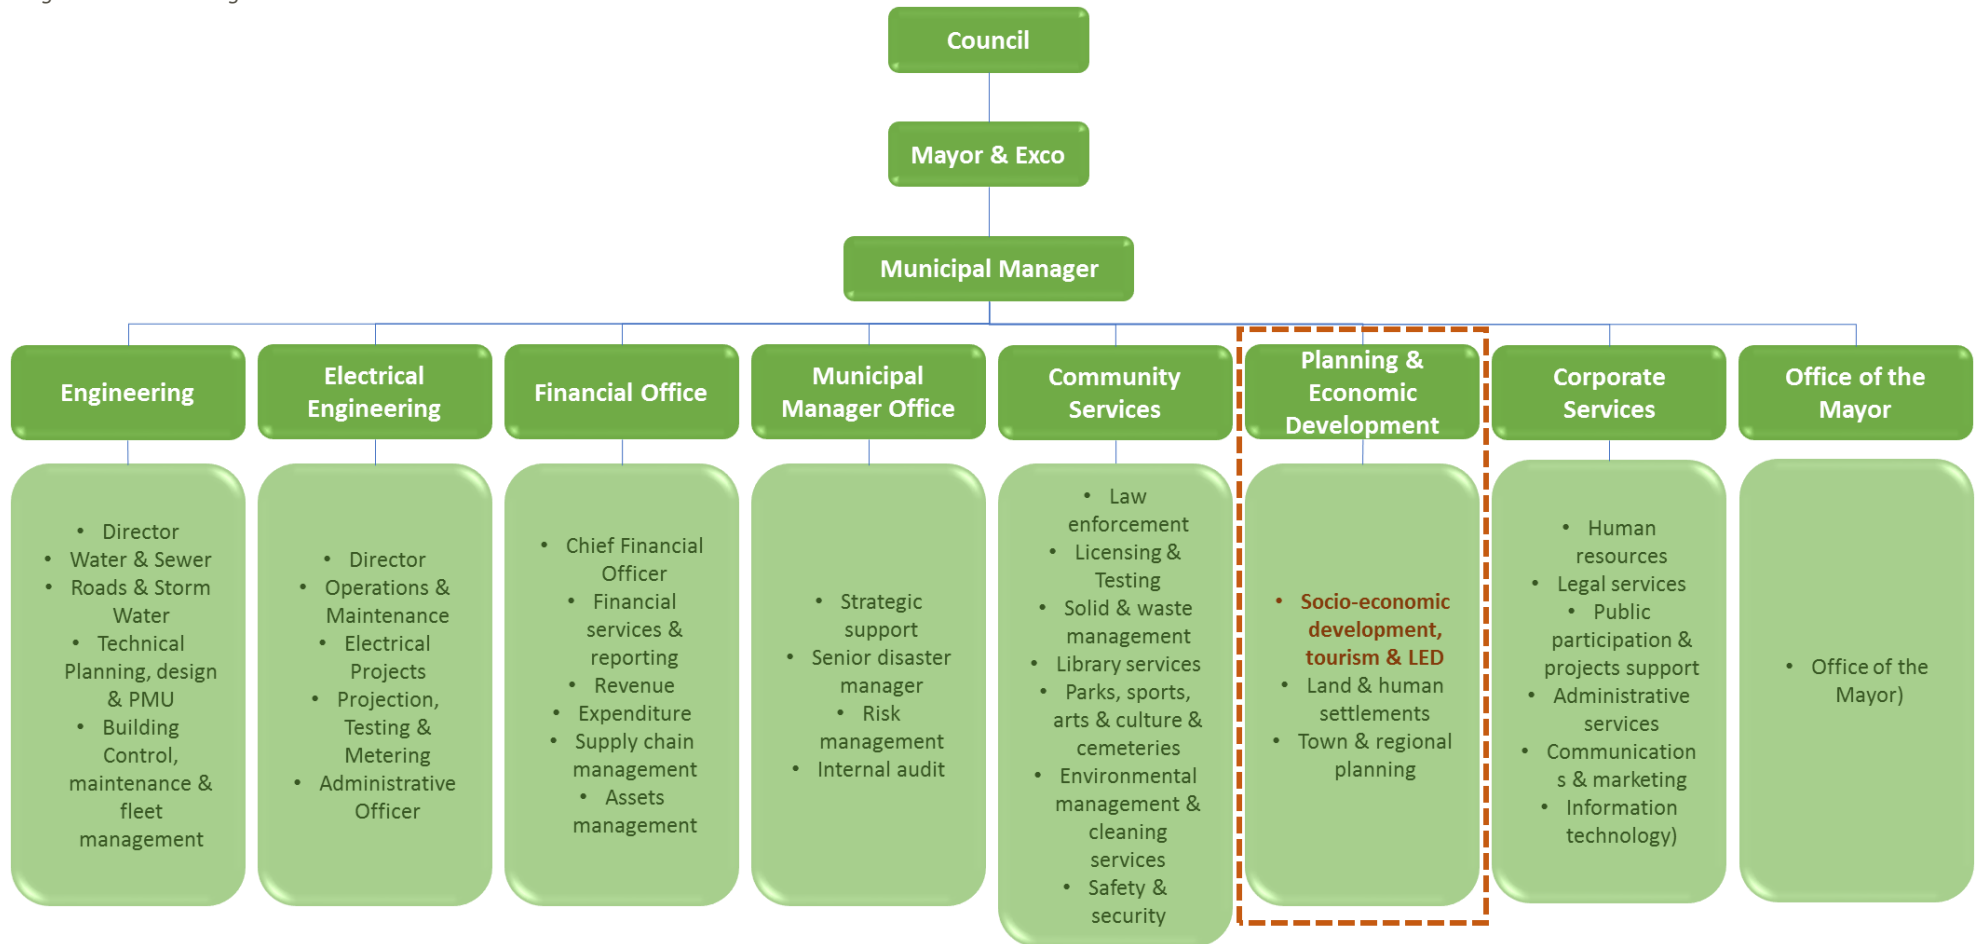 Council
Mayor & Exco
Municipal Manager
Engineering
• Director
• Water & Sewer
• Roads & Storm
Water
• Technical
Planning, design
& PMU
• Building
Control,
maintenance &
fleet
management
Electrical
Engineering
• Director
• Operations &
Maintenance
• Electrical
Projects
• Projection,
Testing &
Metering
• Administrative
Officer
Financial Office
• Chief Financial
Officer
• Financial
services &
reporting
• Revenue
• Expenditure
• Supply chain
management
• Assets
management
Municipal
Manager Office
• Strategic
support
• Senior disaster
manager
• Risk
management
• Internal audit
Community
Services
• Law
enforcement
• Licensing &
Testing
• Solid & waste
management
• Library services
• Parks, sports,
arts & culture &
cemeteries
• Environmental
management &
cleaning
services
• Safety &
security
Planning &
Economic
Development
• Socio-economic
development,
tourism & LED
• Land & human
settlements
• Town & regional
planning
Corporate
Services
• Human
resources
• Legal services
• Public
participation &
projects support
• Administrative
services
• Communication
s & marketing
• Information
technology)
Office of the
Mayor
• Office of the
Mayor)